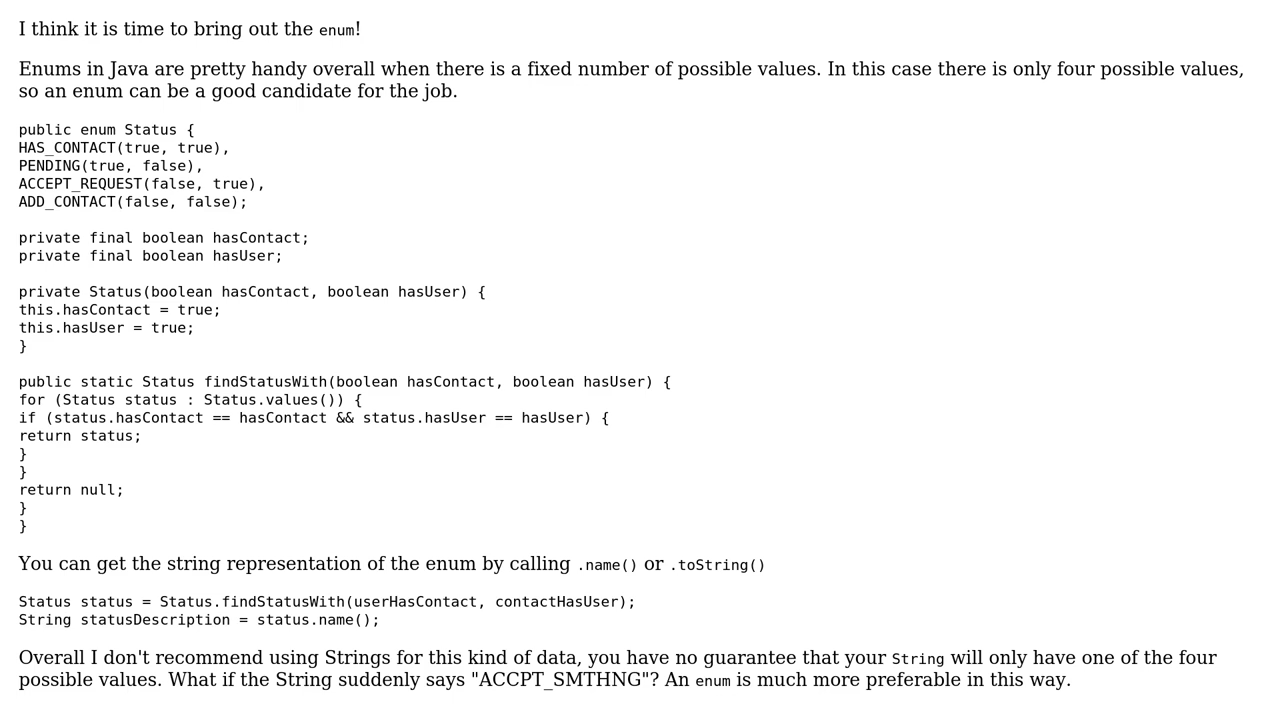 I think it is time to bring out the enum!
Enums in Java are pretty handy overall when there is a fixed number of possible values. In this case there is only four possible values,
so an enum can be a good candidate for the job.
public enum Status {
HAS_CONTACT(true, true),
PENDING(true, false),
ACCEPT_REQUEST(false, true),
ADD_CONTACT(false, false);
private final boolean hasContact;
private final boolean hasUser;
private Status(boolean hasContact, boolean hasUser) {
this.hasContact = true;
this.hasUser = true;
}
public static Status findStatusWith(boolean hasContact, boolean hasUser) {
for (Status status : Status.values()) {
if (status.hasContact == hasContact && status.hasUser == hasUser) {
return status;
}
}
return null;
}
}
You can get the string representation of the enum by calling .name() or .toString()
Status status = Status.findStatusWith(userHasContact, contactHasUser);
String statusDescription = status.name();
Overall I don't recommend using Strings for this kind of data, you have no guarantee that your String will only have one of the four
possible values. What if the String suddenly says "ACCPT_SMTHNG"? An enum is much more preferable in this way.